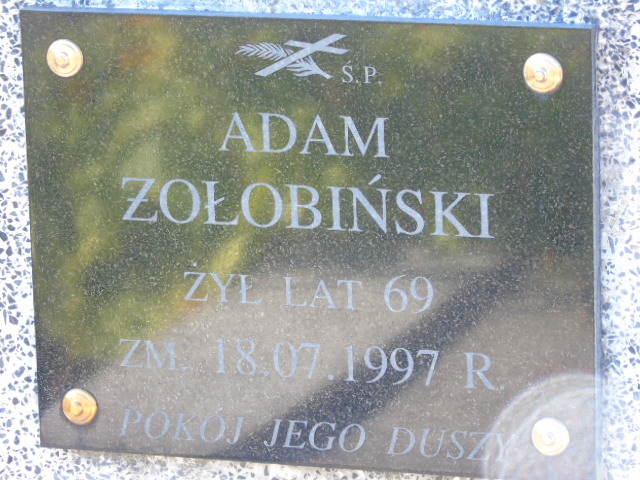 Ś.P.
ADAM
ZOŁOBIŃSKI
ŻYŁ LAT 69
ZM. 18.07.1997 R.
POKÓJ JEGO DUSZY